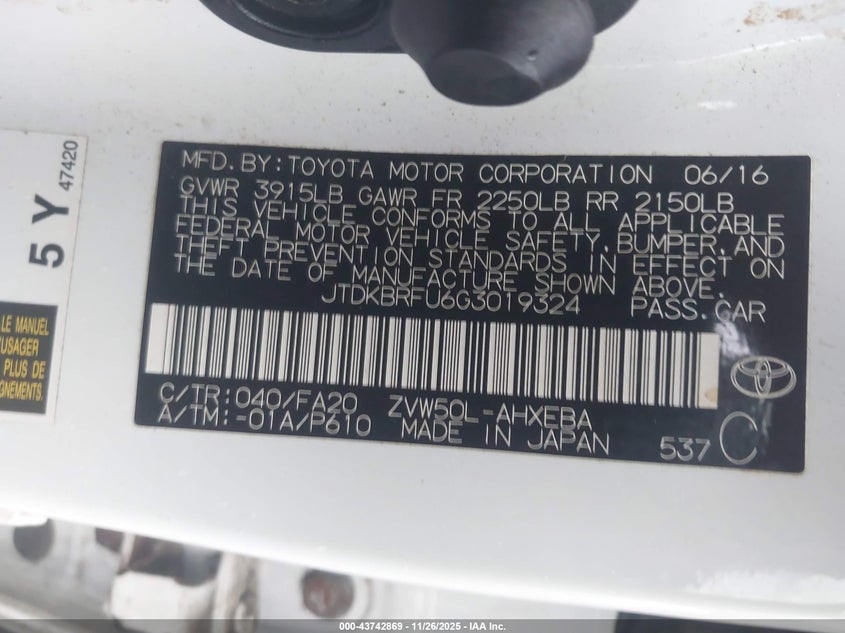 5 Y 47420
LE MANUEL
USAGER
PLUS DE
GNEMENTS.
MFD.BY:TOYOTA MOTOR CORPORATION 06/16
GVWR 3915LB GAWR FR 2250LB RR 2150LB
THIS VEHICLE CONFORMS TO ALL APPLICABLE
FEDERAL MOTOR VEHICLE SAFETY,BUMPER,AND
THEFT PREVENTION STANDARDS IN EFFECT ON
THE DATE OF MANUFACTURE SHOWN ABOVE.
JTDKBRFU6G3019324 PASS.CAR
C/TR:040/FA20 ZVW50L-AHXEBA
A/TM:-01A/P610 MADE IN JAPAN 537 C
000-43742869 - 11/26/2025 - IAA Inc.